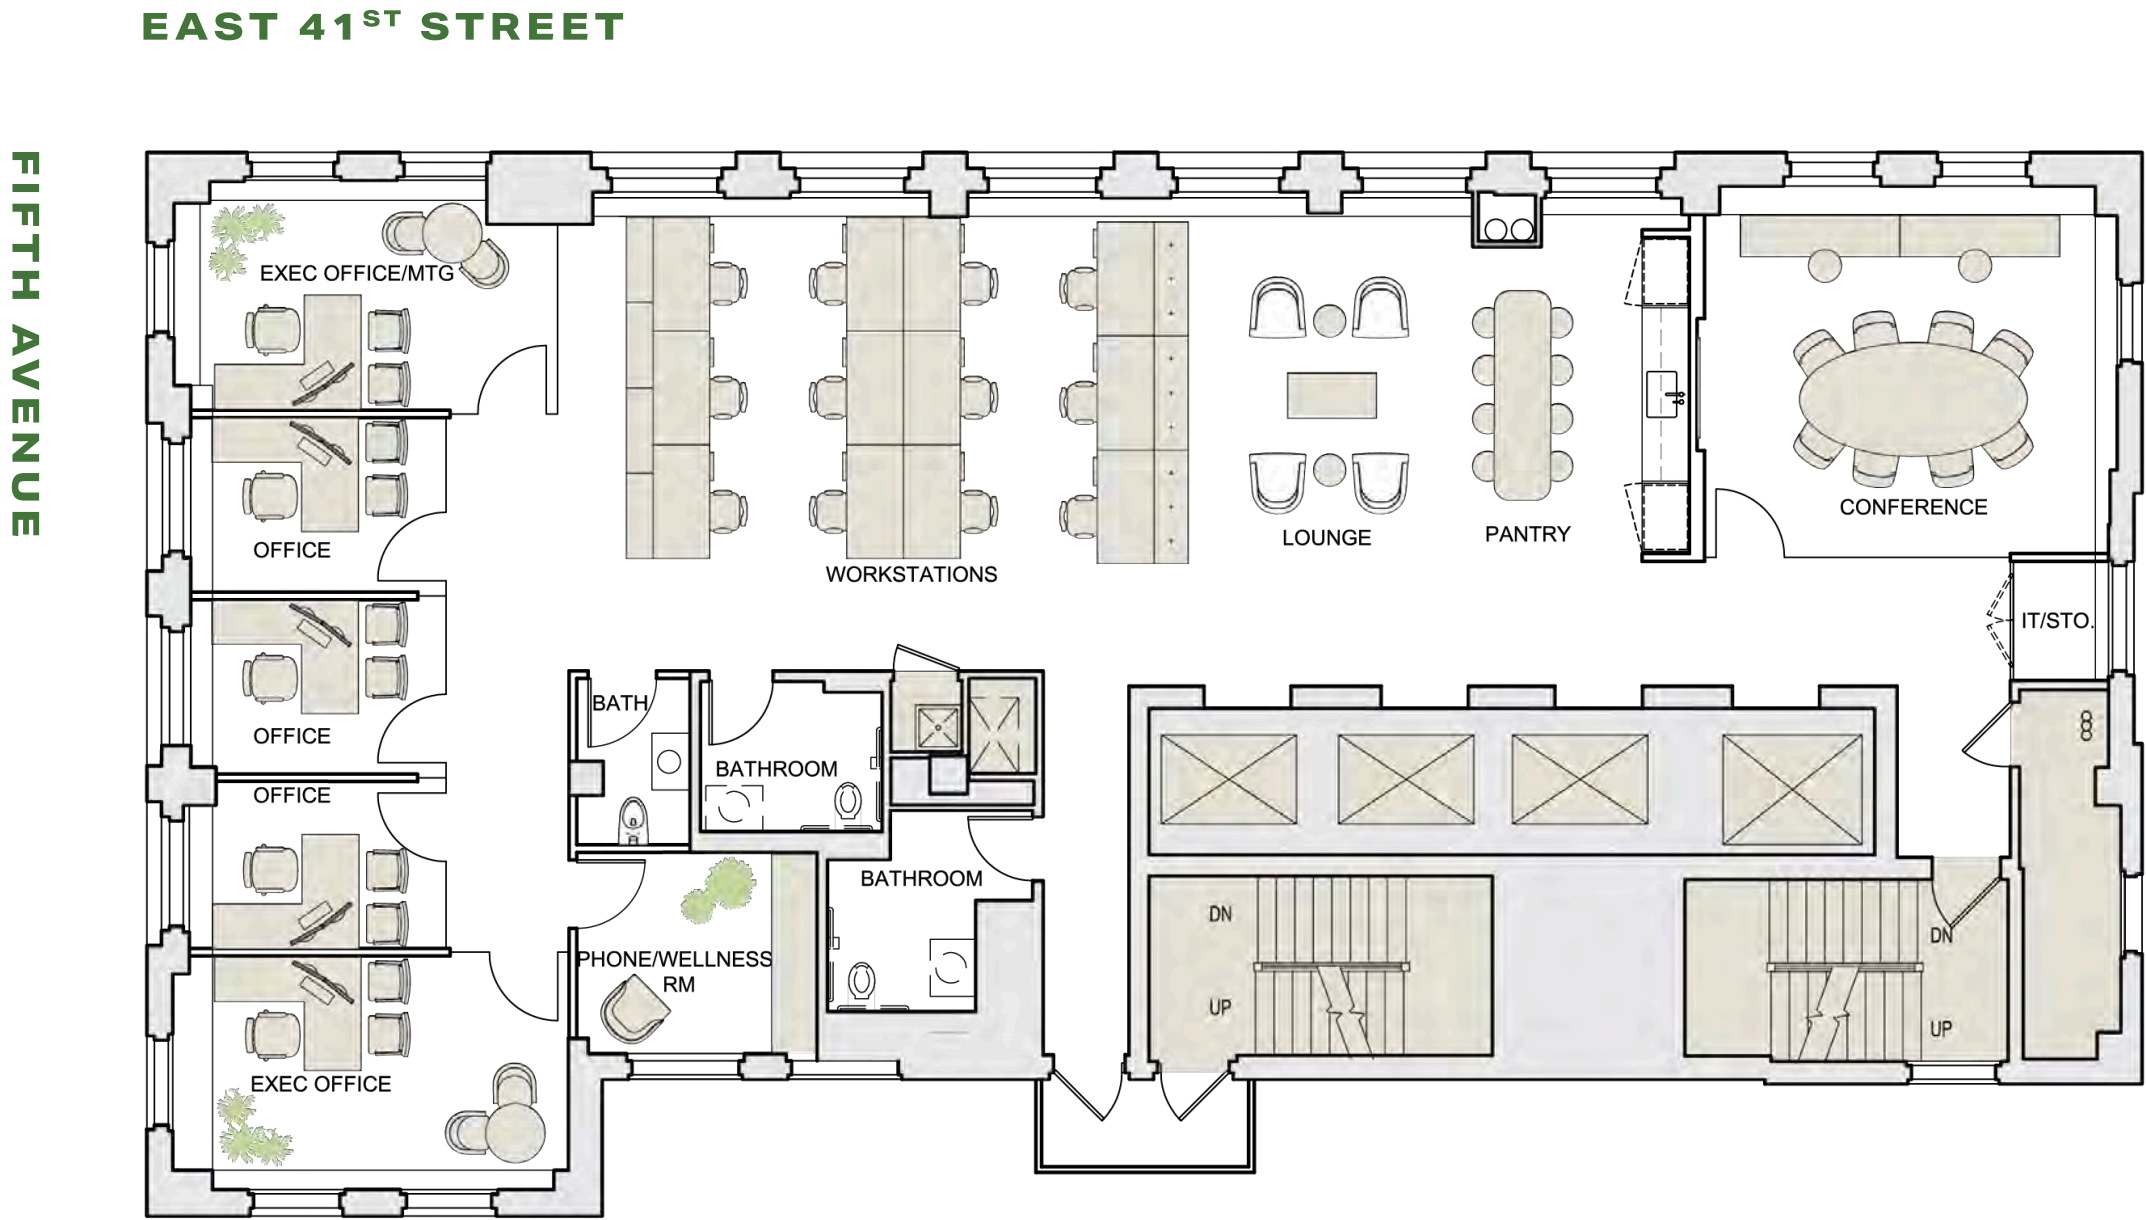 EAST 41ST STREET
FIFTH AVENUE
EXEC OFFICE/MTG
OFFICE
OFFICE
OFFICE
EXEC OFFICE
WORKSTATIONS
LOUNGE
PANTRY
CONFERENCE
IT/STO.
BATH
BATHROOM
BATHROOM
PHONE/WELLNESS
RM
DN
UP
DN
UP